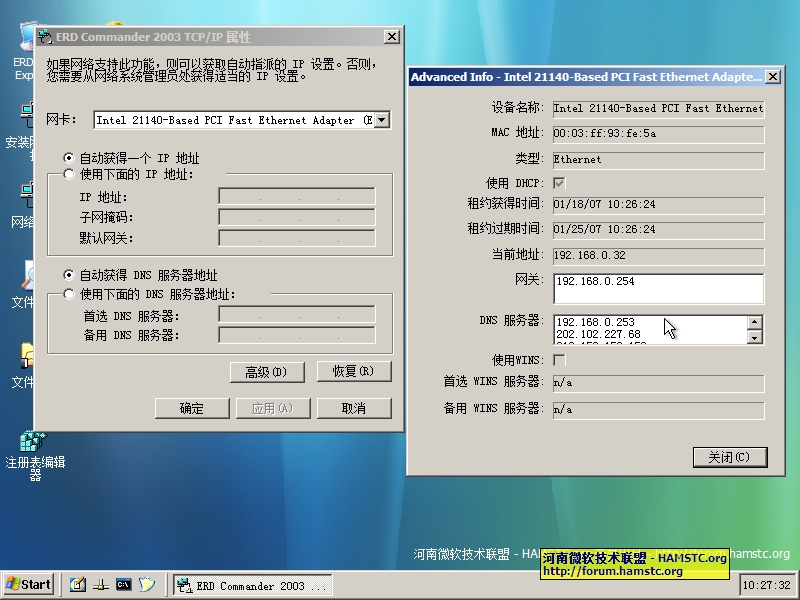 ERD Commander 2003 TCP/IP 属性
如果网络支持此功能，则可以获取自动指派的 IP 设置。否则，
您需要从网络系统管理员处获得适当的 IP 设置。
网卡：
Intel 21140-Based PCI Fast Ethernet Adapter (E
自动获得一个 IP 地址
使用下面的 IP 地址：
IP 地址：
子网掩码：
默认网关：
自动获得 DNS 服务器地址
使用下面的 DNS 服务器地址：
首选 DNS 服务器：
备用 DNS 服务器：
高级(D)
恢复(R)
确定
应用(A)
取消
Advanced Info - Intel 21140-Based PCI Fast Ethernet Adapte...
设备名称： Intel 21140-Based PCI Fast Ethernet
MAC 地址： 00:03:ff:93:fe:5a
类型： Ethernet
使用 DHCP：
租约获得时间： 01/18/07 10:26:24
租约过期时间： 01/25/07 10:26:24
当前地址： 192.168.0.32
网关： 192.168.0.254
DNS 服务器： 192.168.0.253
202.102.227.68
使用WINS：
首选 WINS 服务器： n/a
备用 WINS 服务器： n/a
关闭(C)
ERD
Exp
安装网
网络
文件
文件
注册表编辑
器
河南微软技术联盟 - HAM
hamstc.org
河南微软技术联盟 - HAMSTC.org
http://forum.hamstc.org
Start
ERD Commander 2003 ...
10:27:32